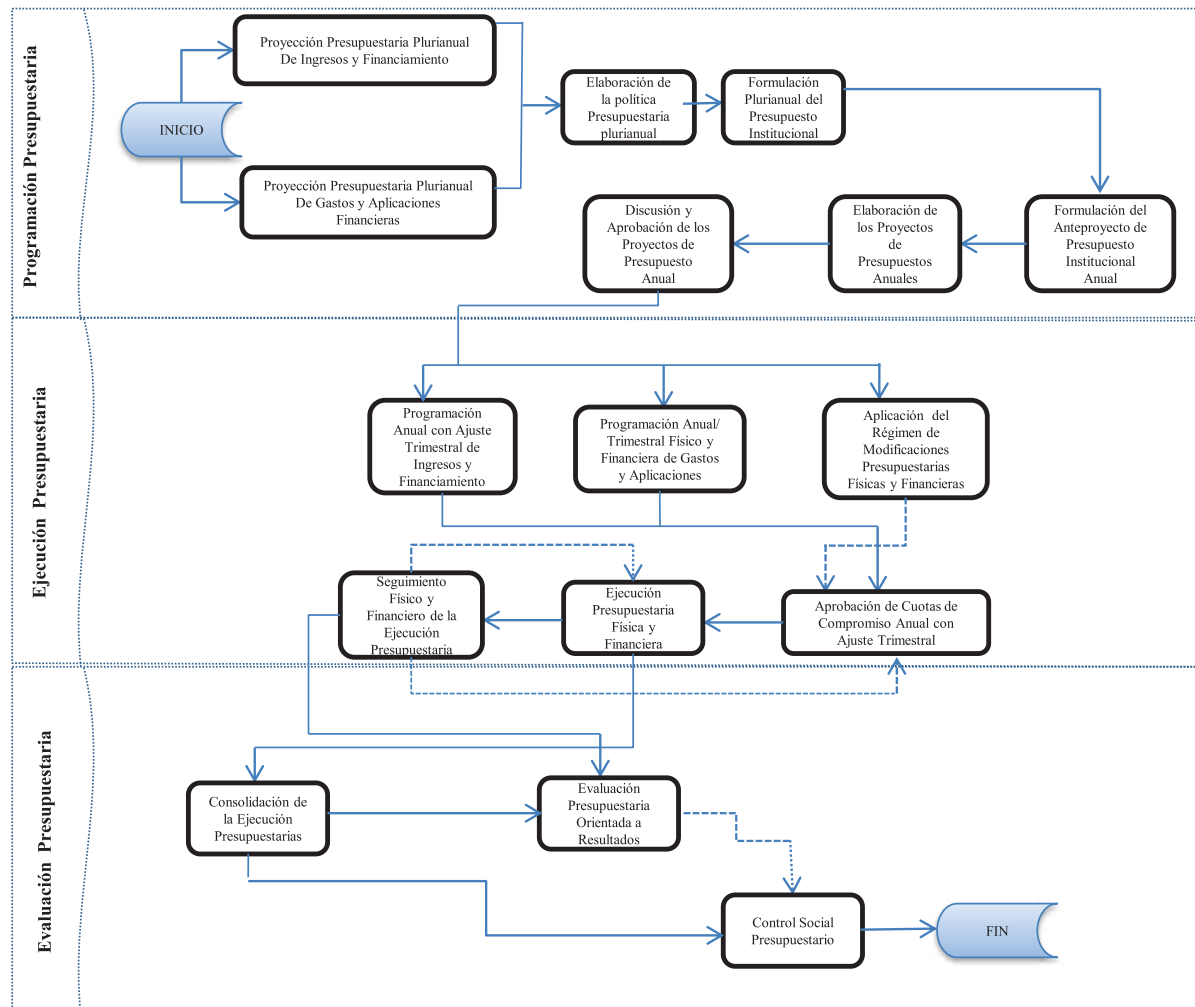 Programación Presupuestaria
Proyección Presupuestaria Plurianual
De Ingresos y Financiamiento
INICIO
Proyección Presupuestaria Plurianual
De Gastos y Aplicaciones
Financieras
Elaboración de
la política
Presupuestaria
plurianual
Formulación
Plurianual del
Presupuesto
Institucional
Discusión y
Aprobación de los
Proyectos de
Presupuesto
Anual
Elaboración de
los Proyectos
de
Presupuestos
Anuales
Formulación del
Anteproyecto de
Presupuesto
Institucional
Anual
Ejecución Presupuestaria
Programación
Anual con Ajuste
Trimestral de
Ingresos y
Financiamiento
Programación Anual/
Trimestral Físico y
Financiera de Gastos
y Aplicaciones
Aplicación del
Régimen de
Modificaciones
Presupuestarias
Físicas y Financieras
Seguimiento
Físico y
Financiero de la
Ejecución
Presupuestaria
Ejecución
Presupuestaria
Física y
Financiera
Aprobación de Cuotas de
Compromiso Anual con
Ajuste Trimestral
Evaluación Presupuestaria
Consolidación de
la Ejecución
Presupuestarias
Evaluación
Presupuestaria
Orientada a
Resultados
Control Social
Presupuestario
FIN